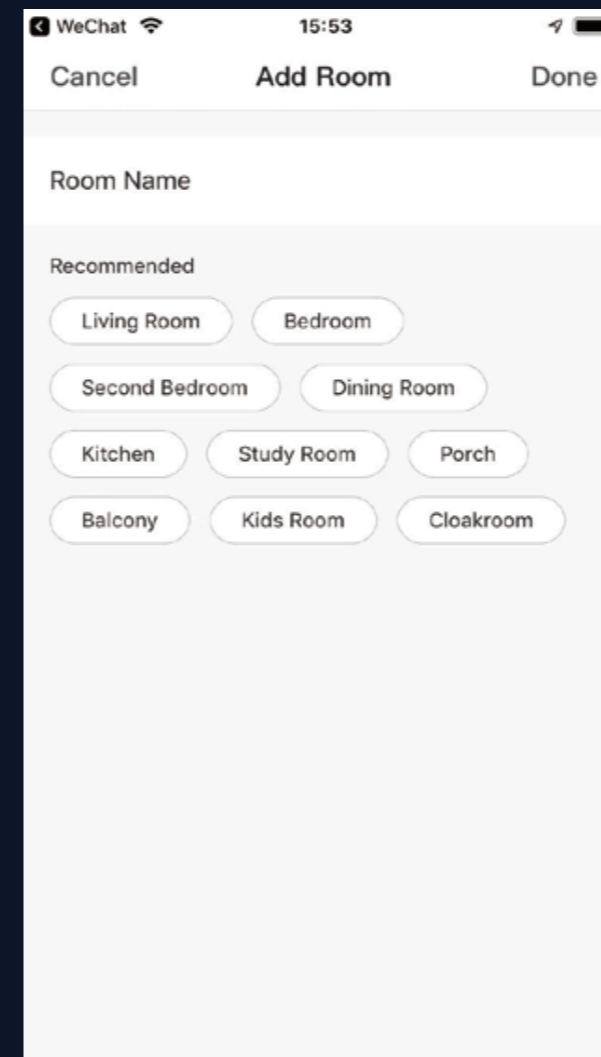 WeChat 15:53
Cancel Add Room Done
Room Name
Recommended
Living Room Bedroom
Second Bedroom Dining Room
Kitchen Study Room Porch
Balcony Kids Room Cloakroom